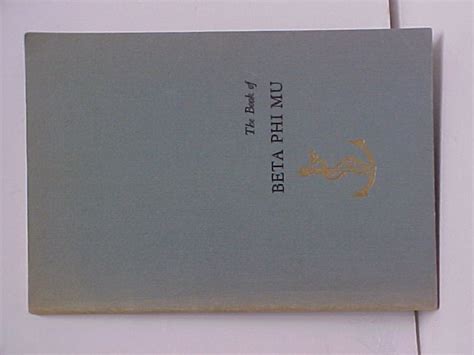 The Book of
BETA PHI MU